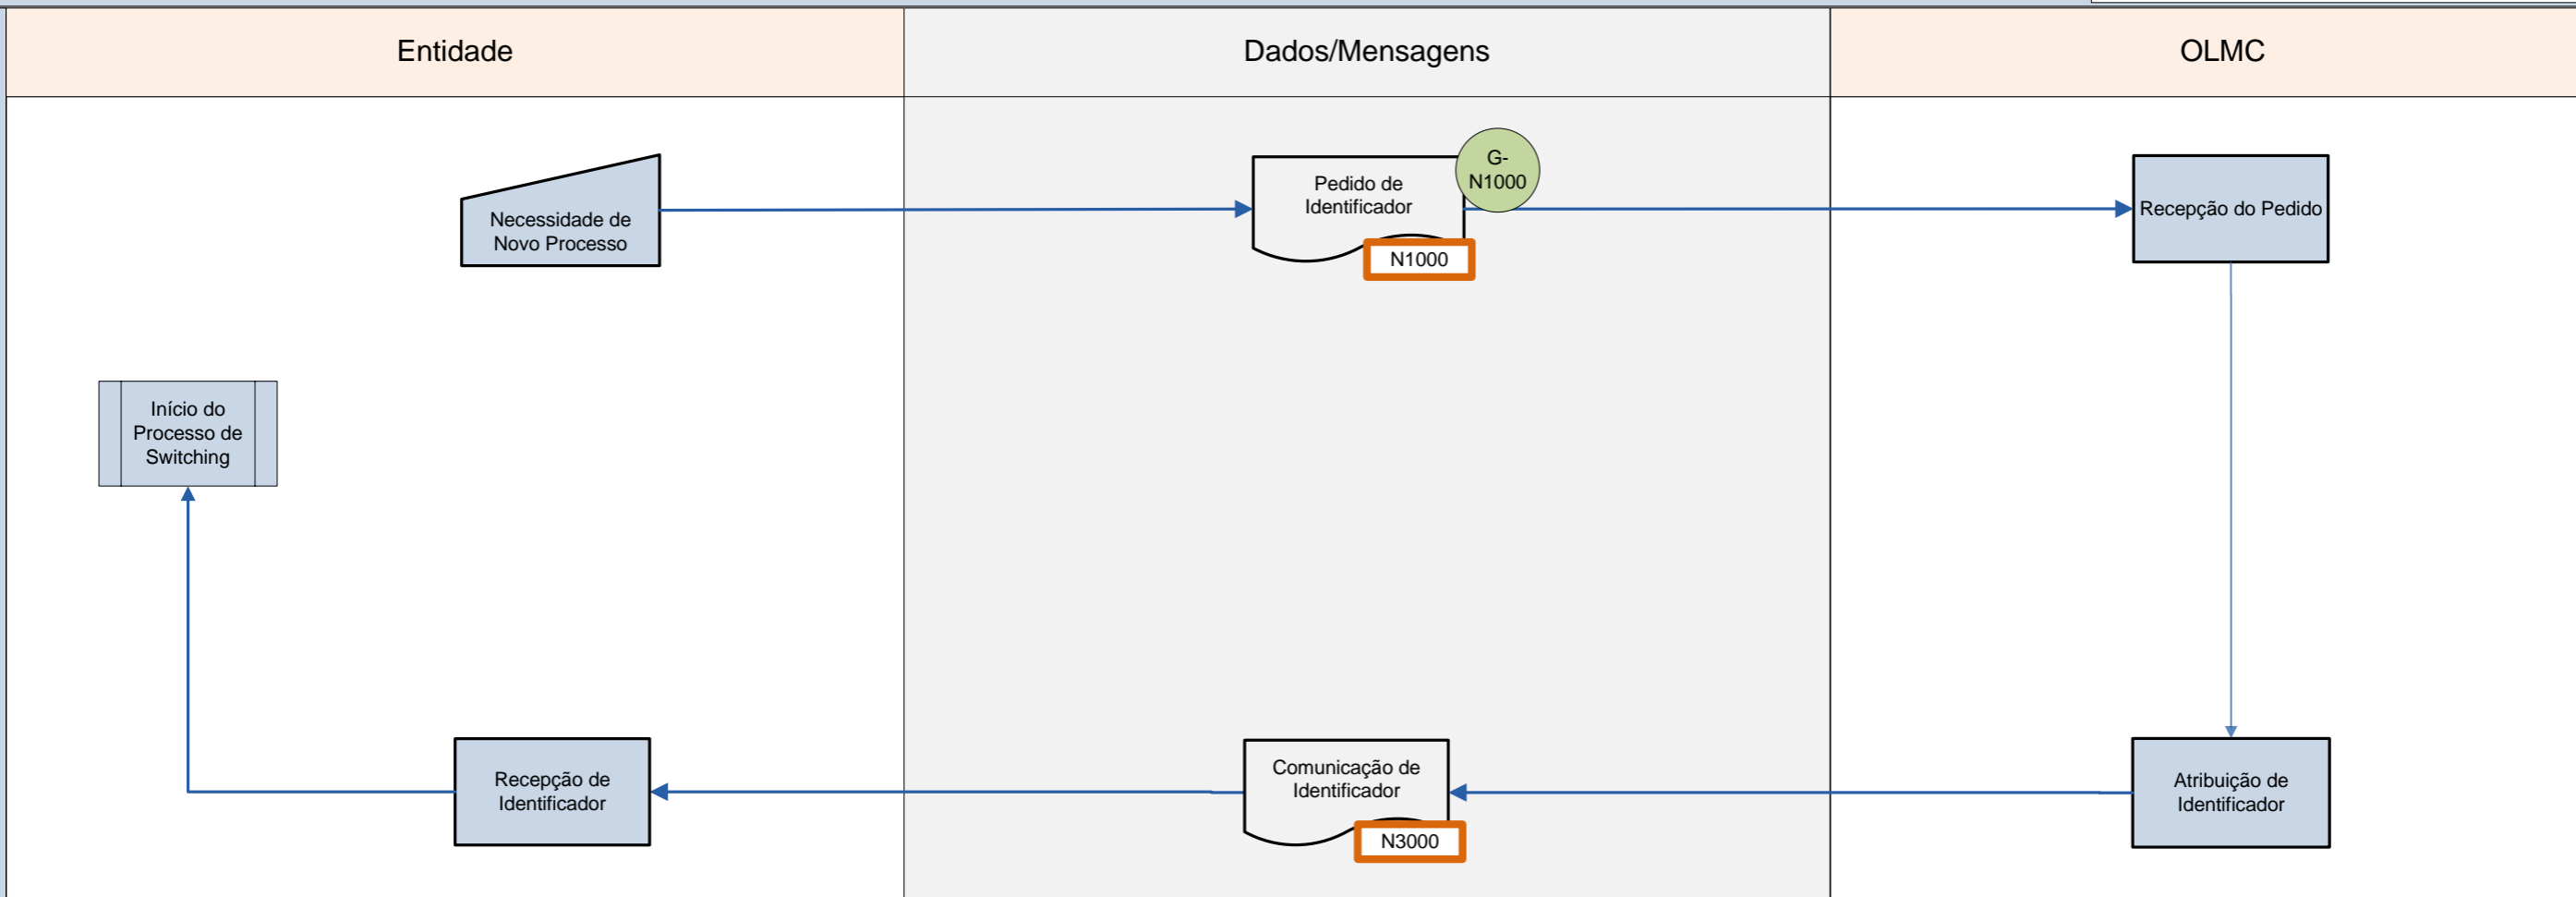 Entidade
Dados/Mensagens
OLMC
Necessidade de
Novo Processo
Pedido de
Identificador
G-
N1000
N1000
Recepção do Pedido
Início do
Processo de
Switching
Recepção de
Identificador
Comunicação de
Identificador
N3000
Atribuição de
Identificador